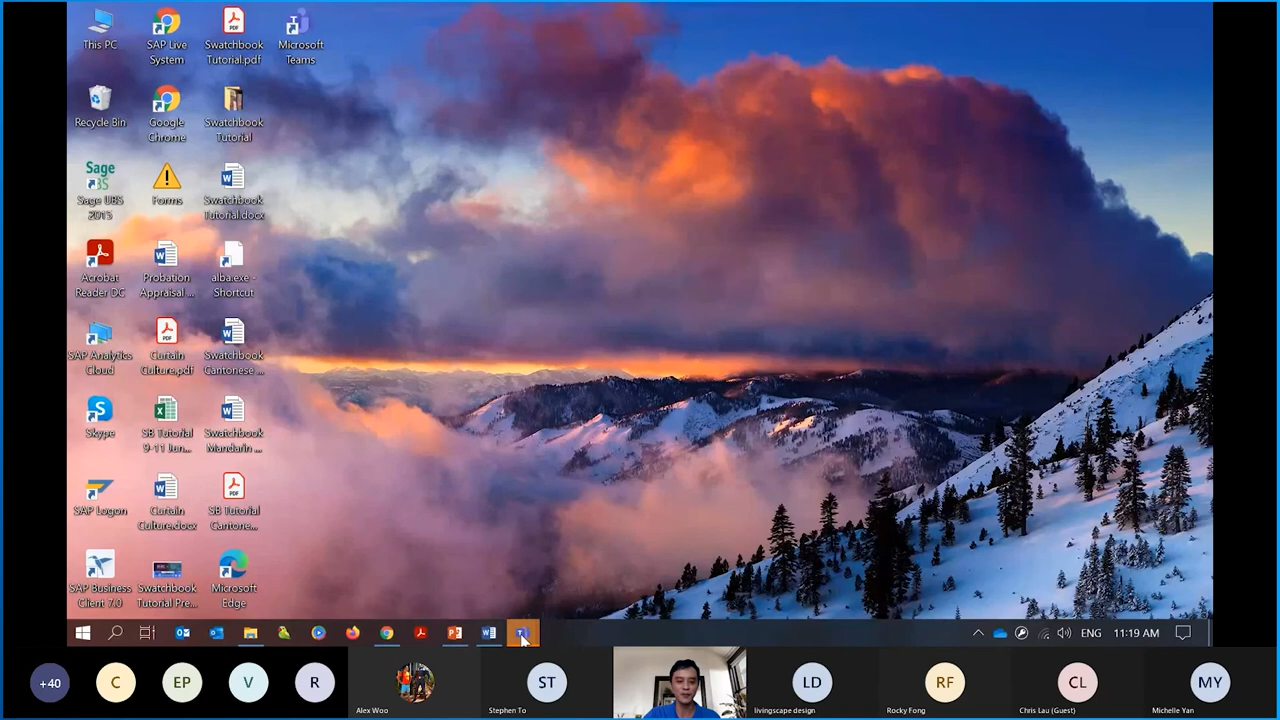 This PC
SAP Live
System
Swatchbook
Tutorial.pdf
Microsoft
Teams
Recycle Bin
Google
Chrome
Swatchbook
Tutorial
Sage
Sage UBS
2015
Forms
Swatchbook
Tutorial.docx
Acrobat
Reader DC
Probation
Appraisal ...
alba.exe -
Shortcut
SAP Analytics
Cloud
Curtain
Culture.pdf
Swatchbook
Cantonese ...
Skype
SB Tutorial
9-11 Jun...
Swatchbook
Mandarin ...
SAP Logon
Curtain
Culture.docx
SB Tutorial
Cantone...
SAP Business
Client 7.0
Swatchbook
Tutorial Pre...
Microsoft
Edge
ENG
11:19 AM
+40
C
EP
V
R
Alex Woo
ST
Stephen To
LD
livingscape design
RF
Rocky Fong
CL
Chris Lau (Guest)
MY
Michelle Yan